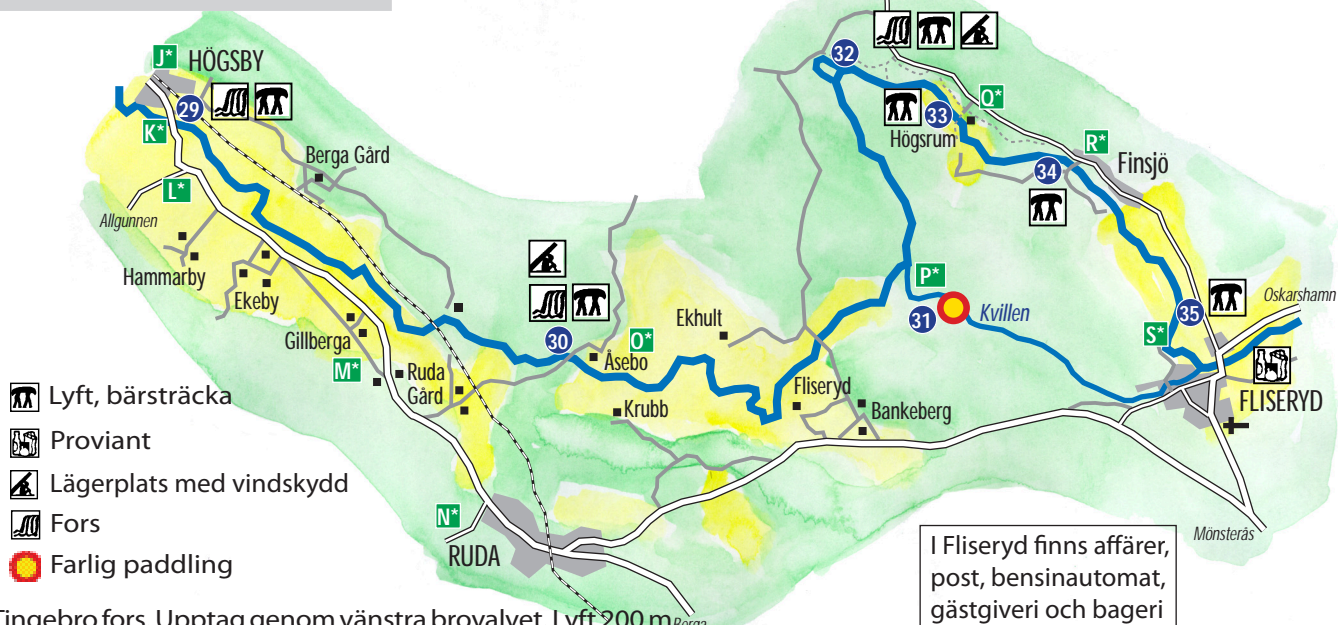 J*
HÖGSBY
29
K*
L*
Allgunnen
Hammarby
Ekeby
Berga Gård
Gillberga
M*
Ruda
Gård
30
Åsebo
O*
Krubb
Ekhult
Fliseryd
Bankeberg
N*
RUDA
32
33
Högsrum
Q*
R*
Finsjö
34
P*
31
Kvillen
35
S*
Oskarshamn
FLISERYD
Mönsterås
Lyft, bärsträcka
Proviant
Lägerplats med vindskydd
Fors
Farlig paddling
I Fliseryd finns affärer,
post, bensinautomat,
gästgiveri och bageri
Tingebro fors. Upptag genom vänstra brovalvet. Lyft 200 m
Berga